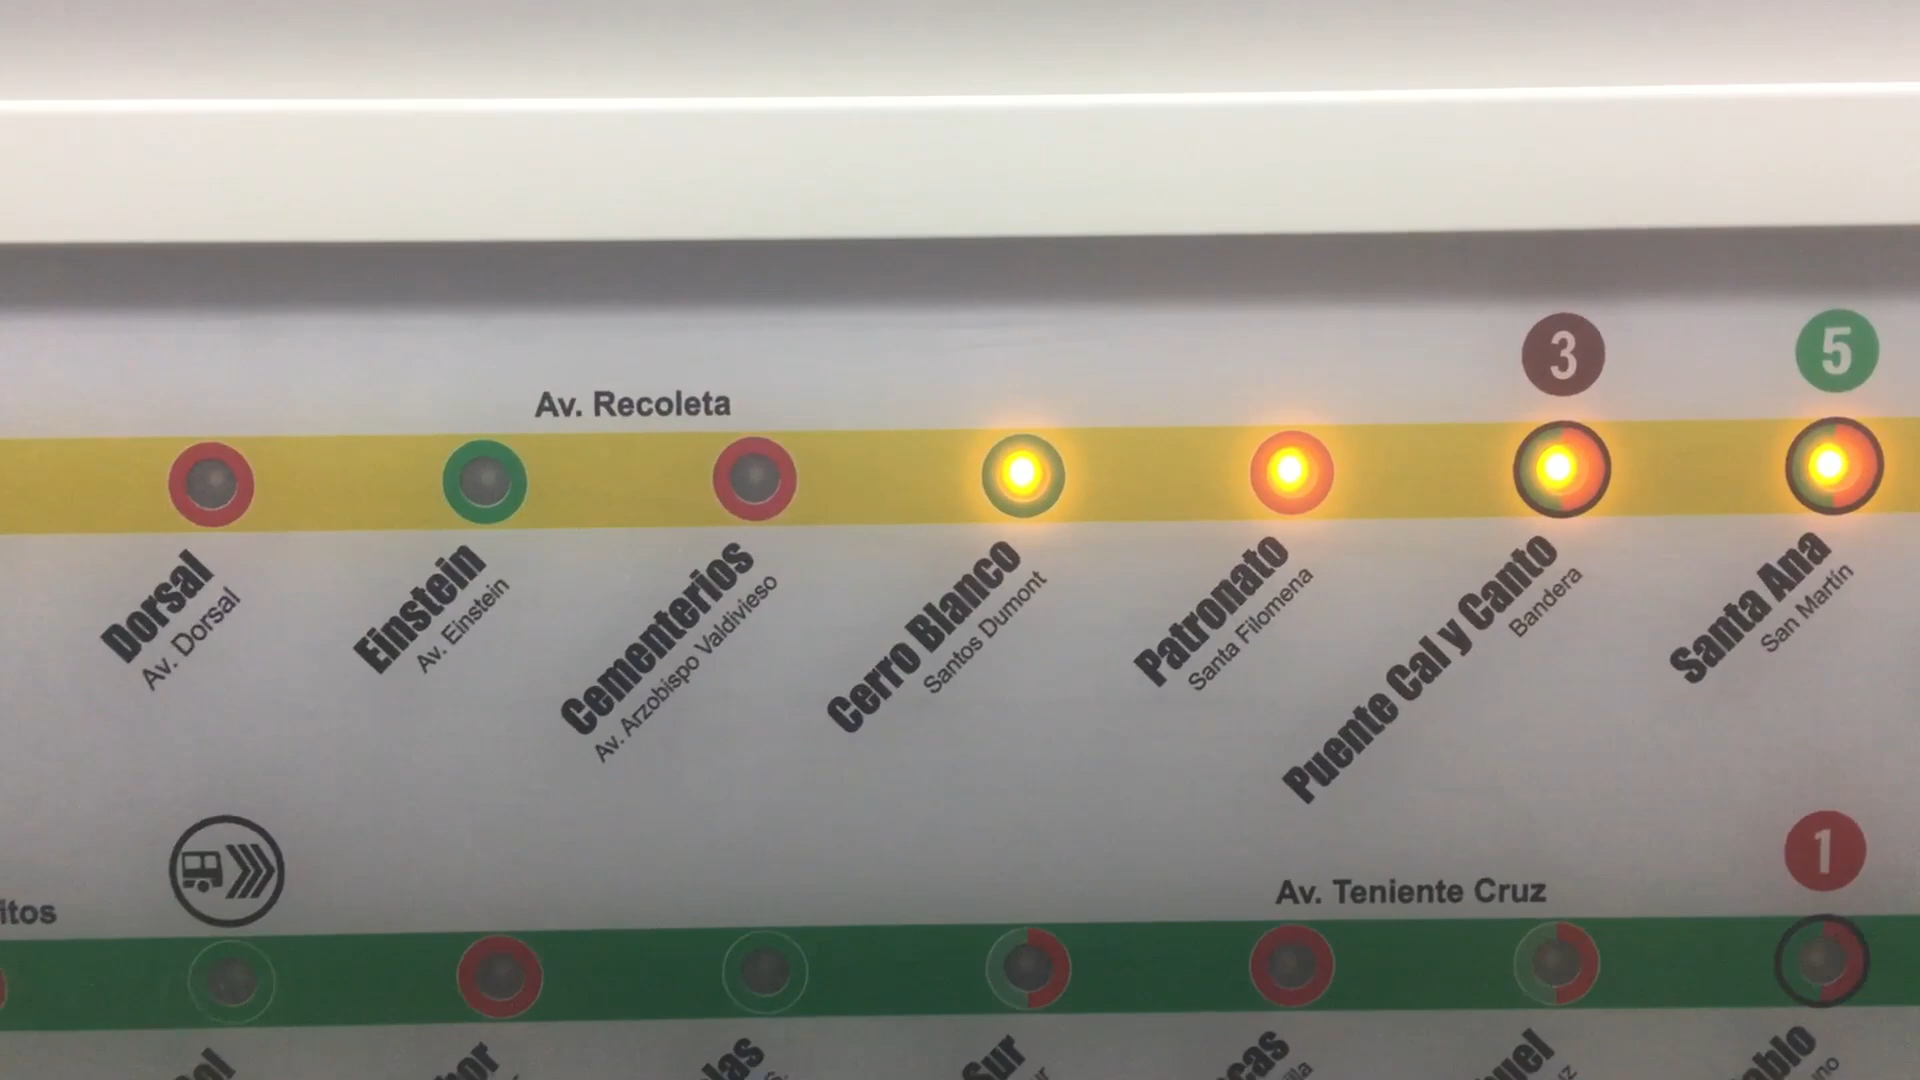 3
5
Av. Recoleta
Dorsal
Av. Dorsal
Einstein
Av. Einstein
Cementerios
Av. Arzobispo Valdivieso
Cerro Blanco
Santos Dumont
Patronato
Santa Filomena
Puente Cal y Canto
Bandera
Santa Ana
San Martín
1
Av. Teniente Cruz
Sur